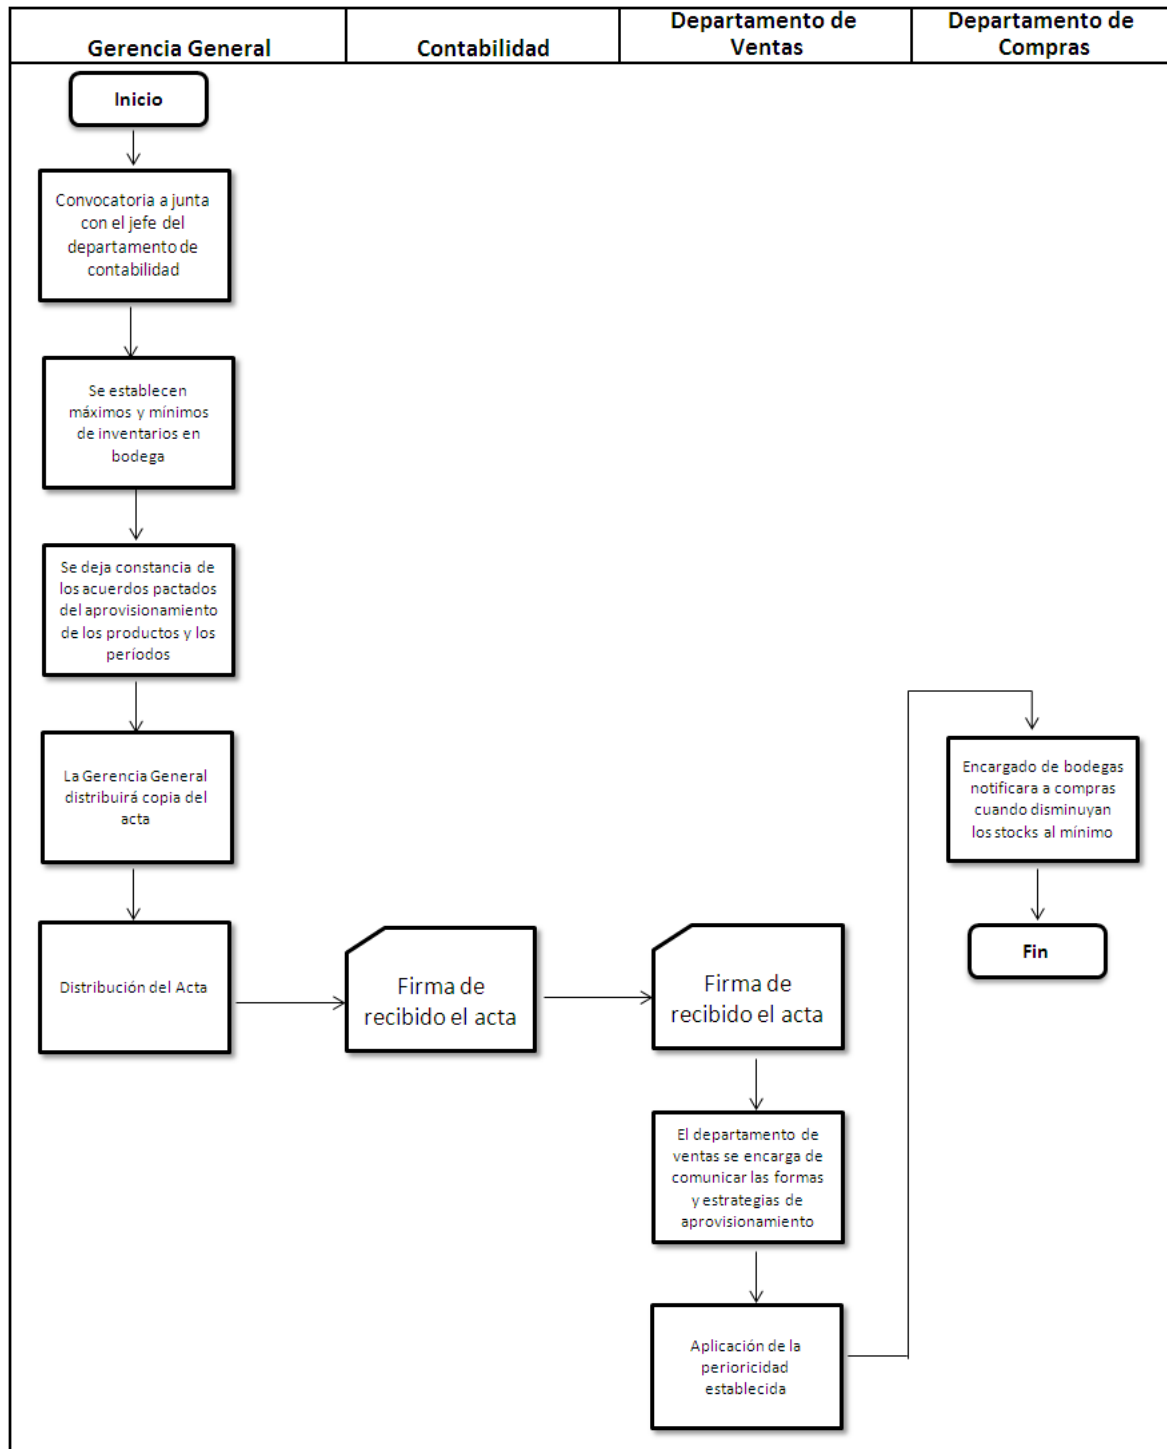 Gerencia General
Contabilidad
Departamento de
Ventas
Departamento de
Compras
Inicio
Convocatoria a junta
con el jefe del
departamento de
contabilidad
Se establecen
máximos y mínimos
de inventarios en
bodega
Se deja constancia de
los acuerdos pactados
del aprovisionamiento
de los productos y los
períodos
La Gerencia General
distribuirá copia del
acta
Distribución del Acta
Firma de
recibido el acta
Firma de
recibido el acta
El departamento de
ventas se encarga de
comunicar las formas
y estrategias de
aprovisionamiento
Aplicación de la
perioricidad
establecida
Encargado de bodegas
notificara a compras
cuando disminuyan
los stocks al mínimo
Fin